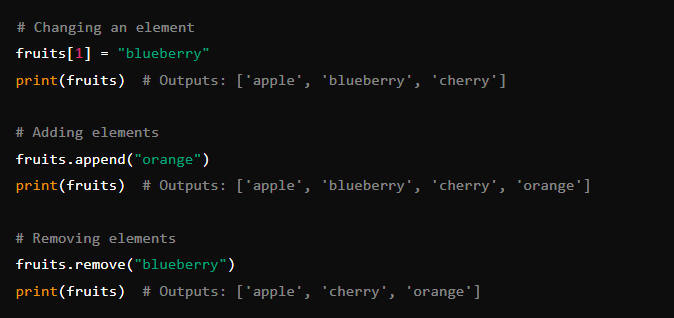 # Changing an element
fruits[1] = "blueberry"
print(fruits)  # Outputs: ['apple', 'blueberry', 'cherry']
# Adding elements
fruits.append("orange")
print(fruits)  # Outputs: ['apple', 'blueberry', 'cherry', 'orange']
# Removing elements
fruits.remove("blueberry")
print(fruits)  # Outputs: ['apple', 'cherry', 'orange']